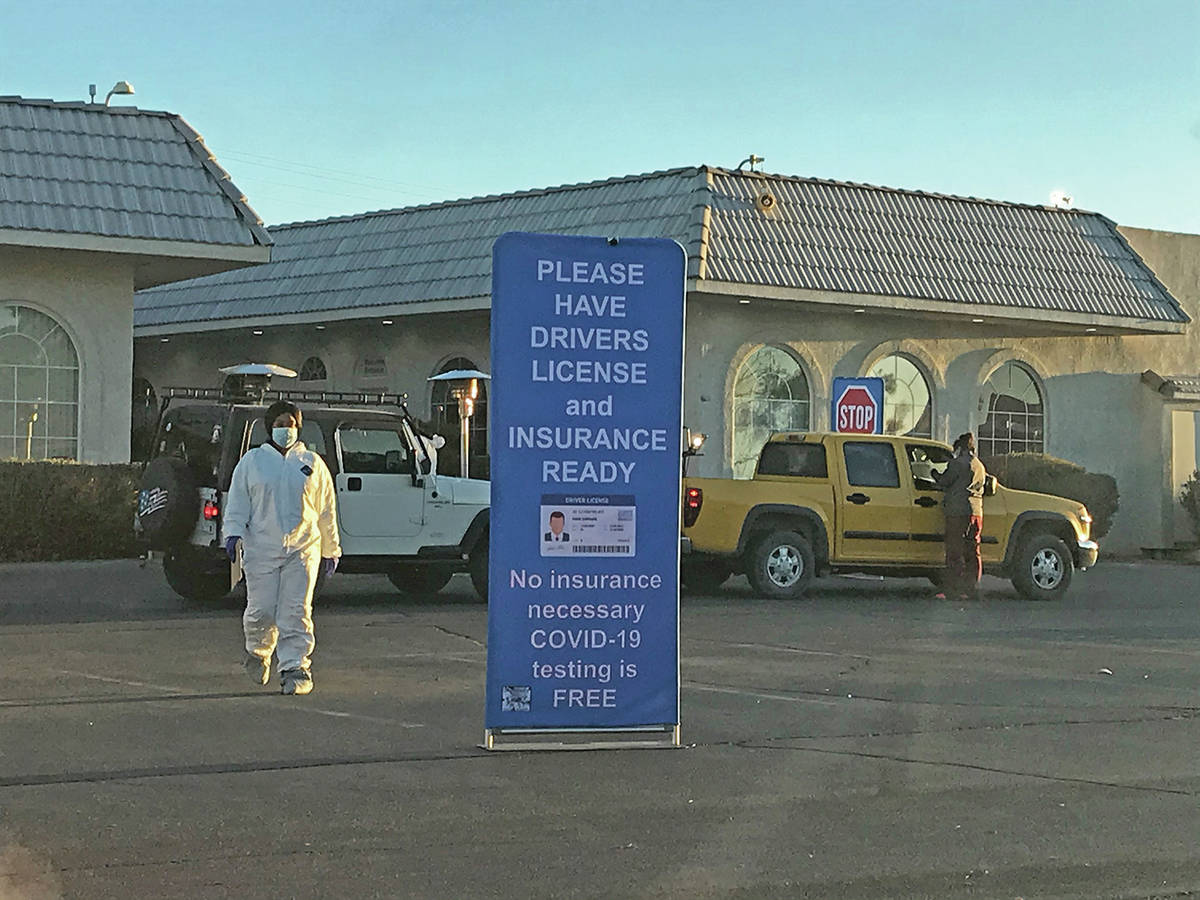 PLEASE
HAVE
DRIVERS
LICENSE
and
INSURANCE
READY
DRIVER LICENSE
No insurance
necessary
COVID-19
testing is
FREE
STOP